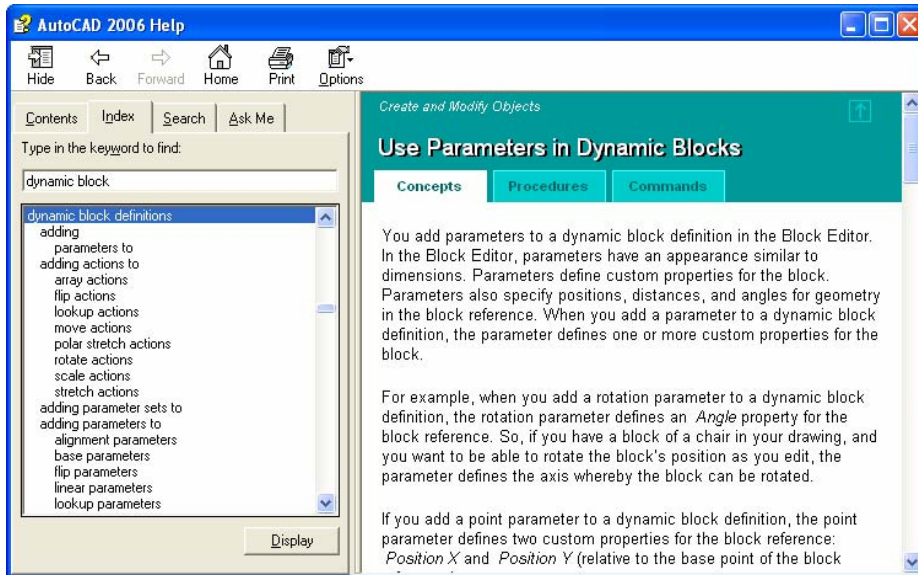 AutoCAD 2006 Help
Hide Back Forward Home Print Options
Contents Index Search Ask Me
Type in the keyword to find:
dynamic block
dynamic block definitions
adding
parameters to
adding actions to
array actions
flip actions
lookup actions
move actions
polar stretch actions
rotate actions
scale actions
stretch actions
adding parameter sets to
adding parameters to
alignment parameters
base parameters
flip parameters
linear parameters
lookup parameters
Display
Create and Modify Objects
Use Parameters in Dynamic Blocks
Concepts Procedures Commands
You add parameters to a dynamic block definition in the Block Editor.
In the Block Editor, parameters have an appearance similar to
dimensions. Parameters define custom properties for the block.
Parameters also specify positions, distances, and angles for geometry
in the block reference. When you add a parameter to a dynamic block
definition, the parameter defines one or more custom properties for the
block.
For example, when you add a rotation parameter to a dynamic block
definition, the rotation parameter defines an Angle property for the
block reference. So, if you have a block of a chair in your drawing, and
you want to be able to rotate the block's position as you edit, the
parameter defines the axis whereby the block can be rotated.
If you add a point parameter to a dynamic block definition, the point
parameter defines two custom properties for the block reference:
Position X and Position Y (relative to the base point of the block